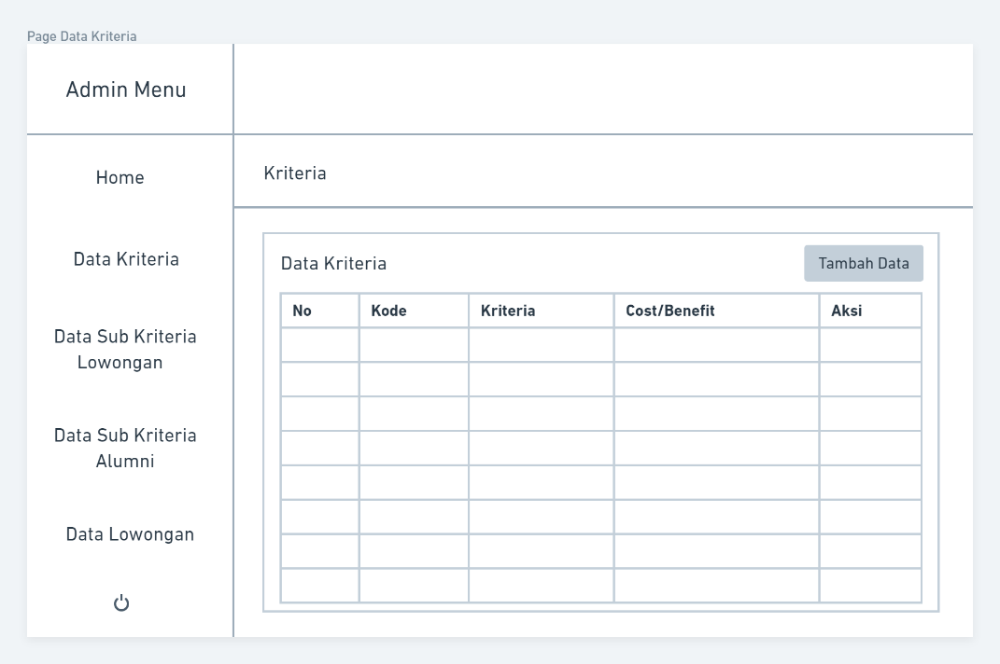 Page Data Kriteria
Admin Menu
Home
Data Kriteria
Data Sub Kriteria
Lowongan
Data Sub Kriteria
Alumni
Data Lowongan
Kriteria
Data Kriteria
Tambah Data
No Kode Kriteria Cost/Benefit Aksi